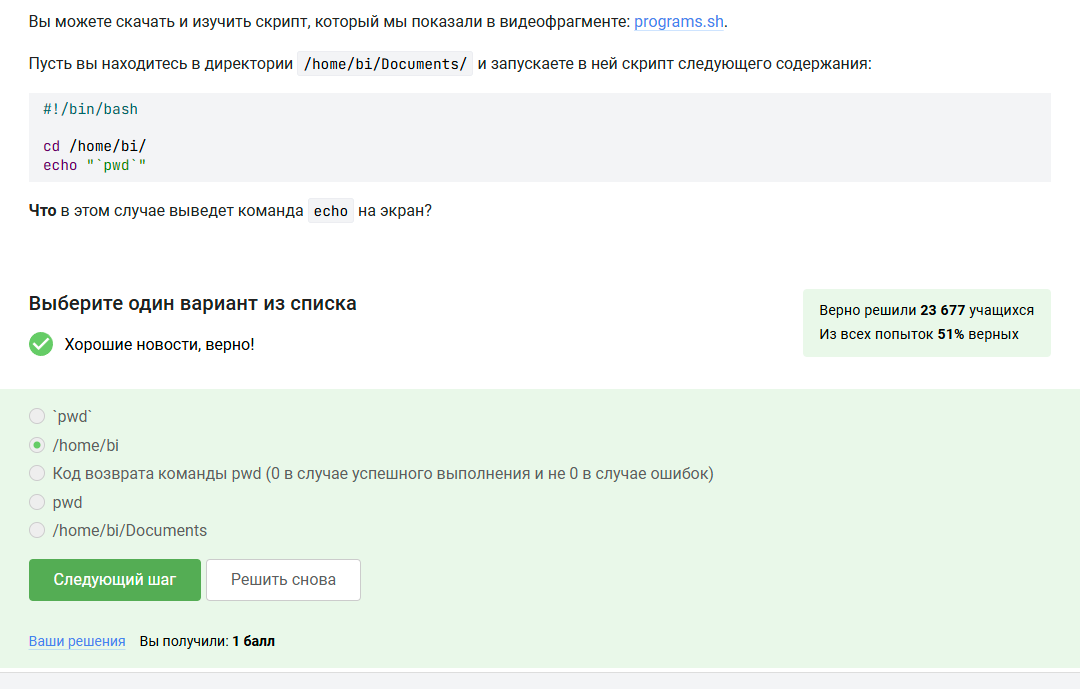 Вы можете скачать и изучить скрипт, который мы показали в видеофрагменте: programs.sh.
Пусть вы находитесь в директории /home/bi/Documents/ и запускаете в ней скрипт следующего содержания:
#!/bin/bash
cd /home/bi/
echo "`pwd`"
Что в этом случае выведет команда echo на экран?
Выберите один вариант из списка
Верно решили 23 677 учащихся
Из всех попыток 51% верных
Хорошие новости, верно!
`pwd`
/home/bi
Код возврата команды pwd (0 в случае успешного выполнения и не 0 в случае ошибок)
pwd
/home/bi/Documents
Следующий шаг
Решить снова
Ваши решения Вы получили: 1 балл